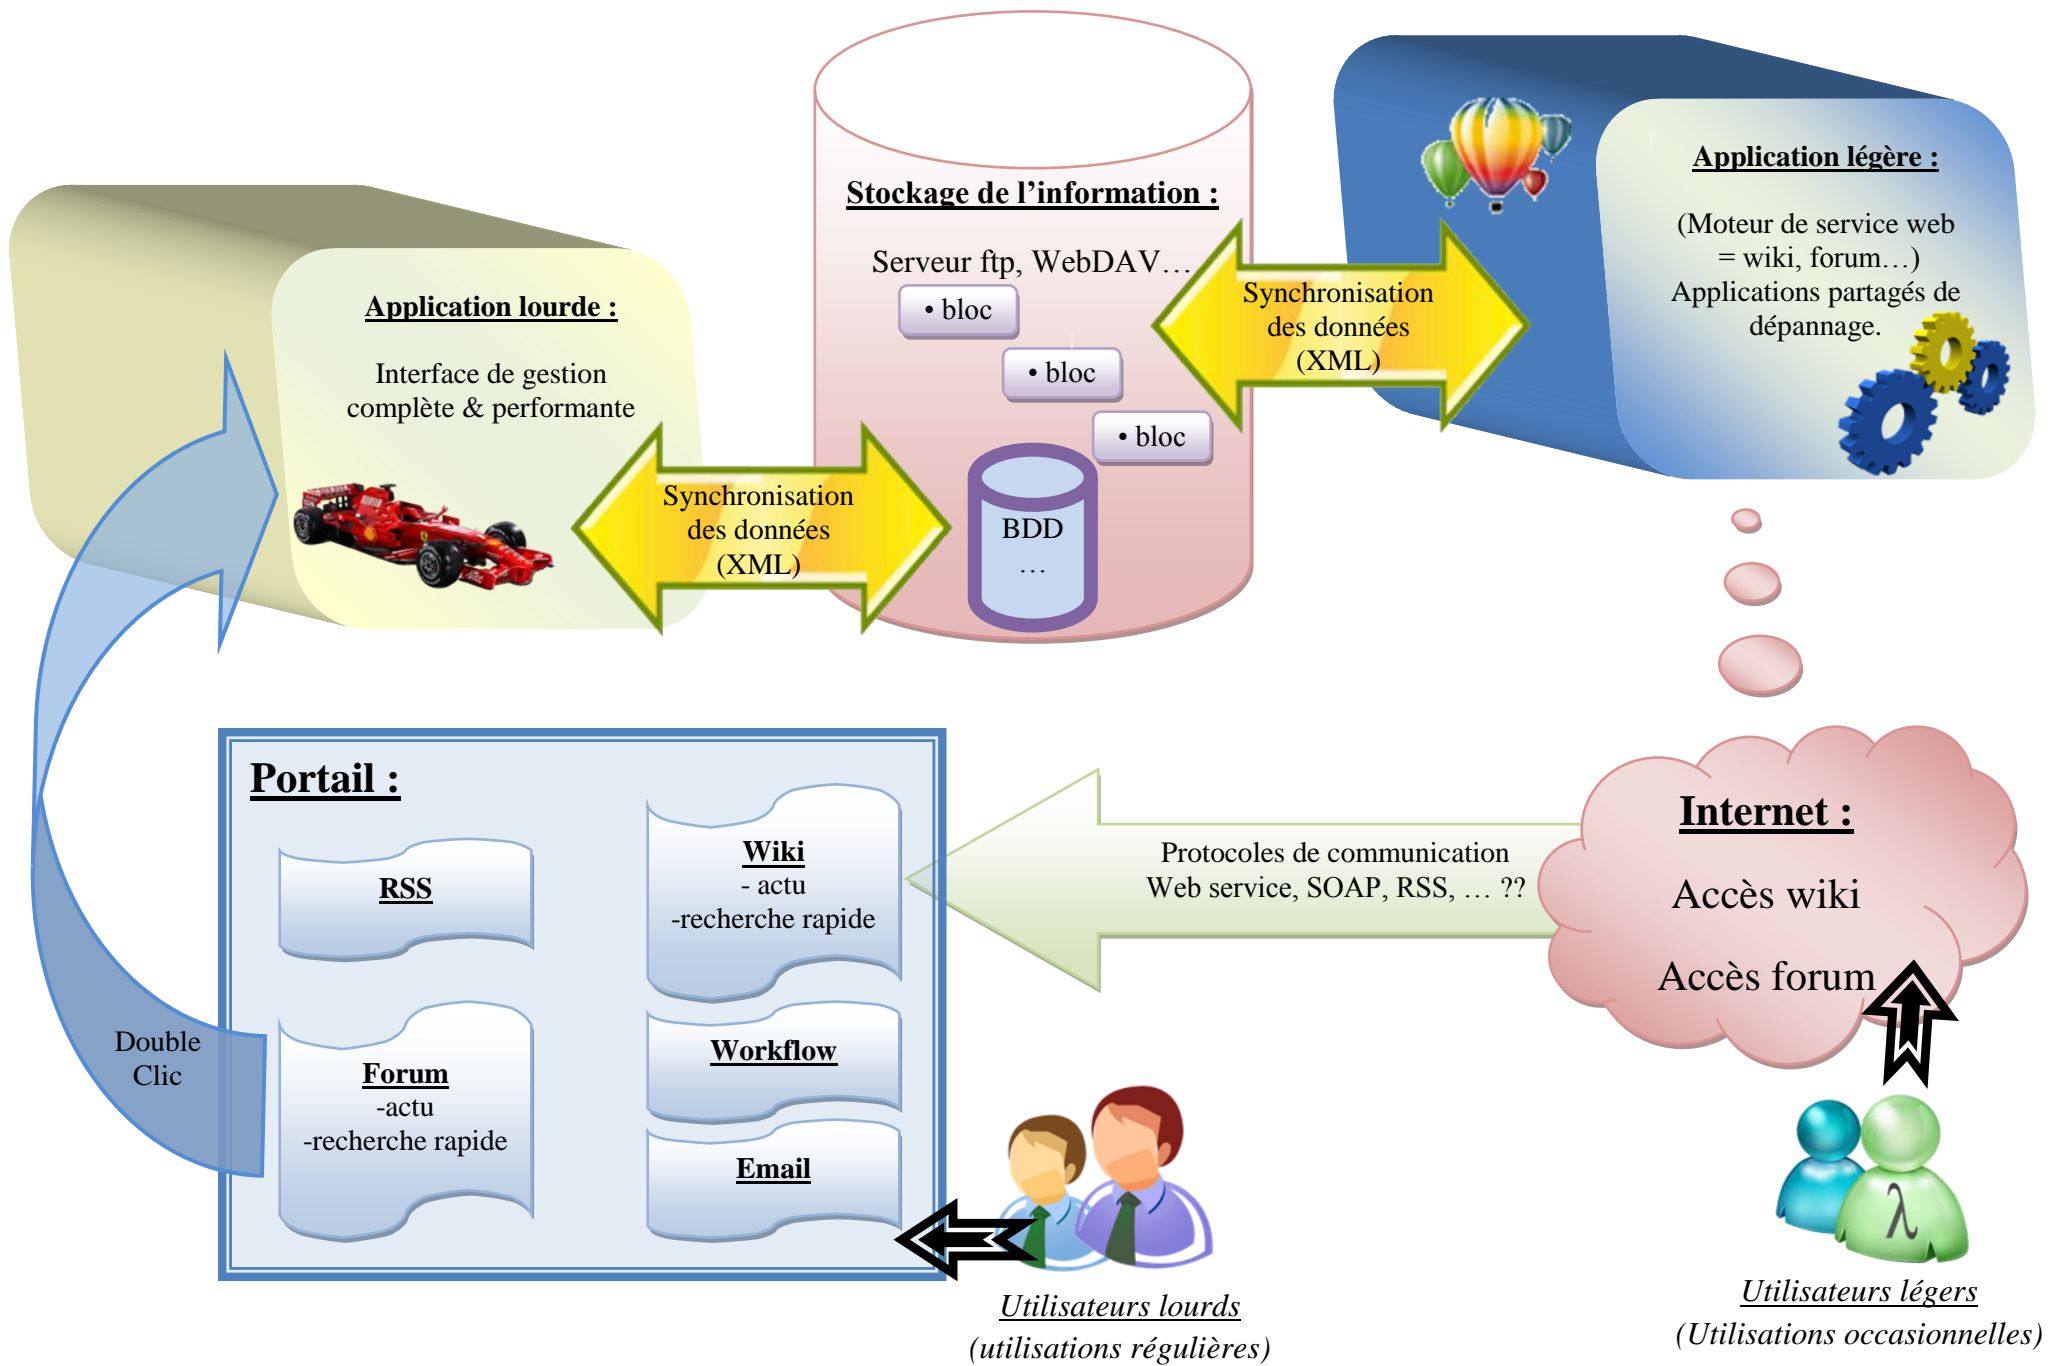 Application lourde :
Interface de gestion
complète & performante
Synchronisation
des données
(XML)
Stockage de l’information :
Serveur ftp, WebDAV…
• bloc
• bloc
• bloc
BDD
…
Synchronisation
des données
(XML)
Application légère :
(Moteur de service web
= wiki, forum…)
Applications partagés de
dépannage.
Portail :
RSS
Wiki
- actu
-recherche rapide
Forum
-actu
-recherche rapide
Workflow
Email
Double
Clic
Protocoles de communication
Web service, SOAP, RSS, … ??
Internet :
Accès wiki
Accès forum
λ
Utilisateurs lourds
(utilisations régulières)
Utilisateurs légers
(Utilisations occasionnelles)